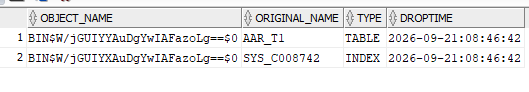 OBJECT_NAME ORIGINAL_NAME TYPE DROPTIME
1 BIN$W/jGUIYYAuDgYwIAFazoLg==$0 AAR_T1 TABLE 2026-09-21:08:46:42
2 BIN$W/jGUIYXAuDgYwIAFazoLg==$0 SYS_C008742 INDEX 2026-09-21:08:46:42